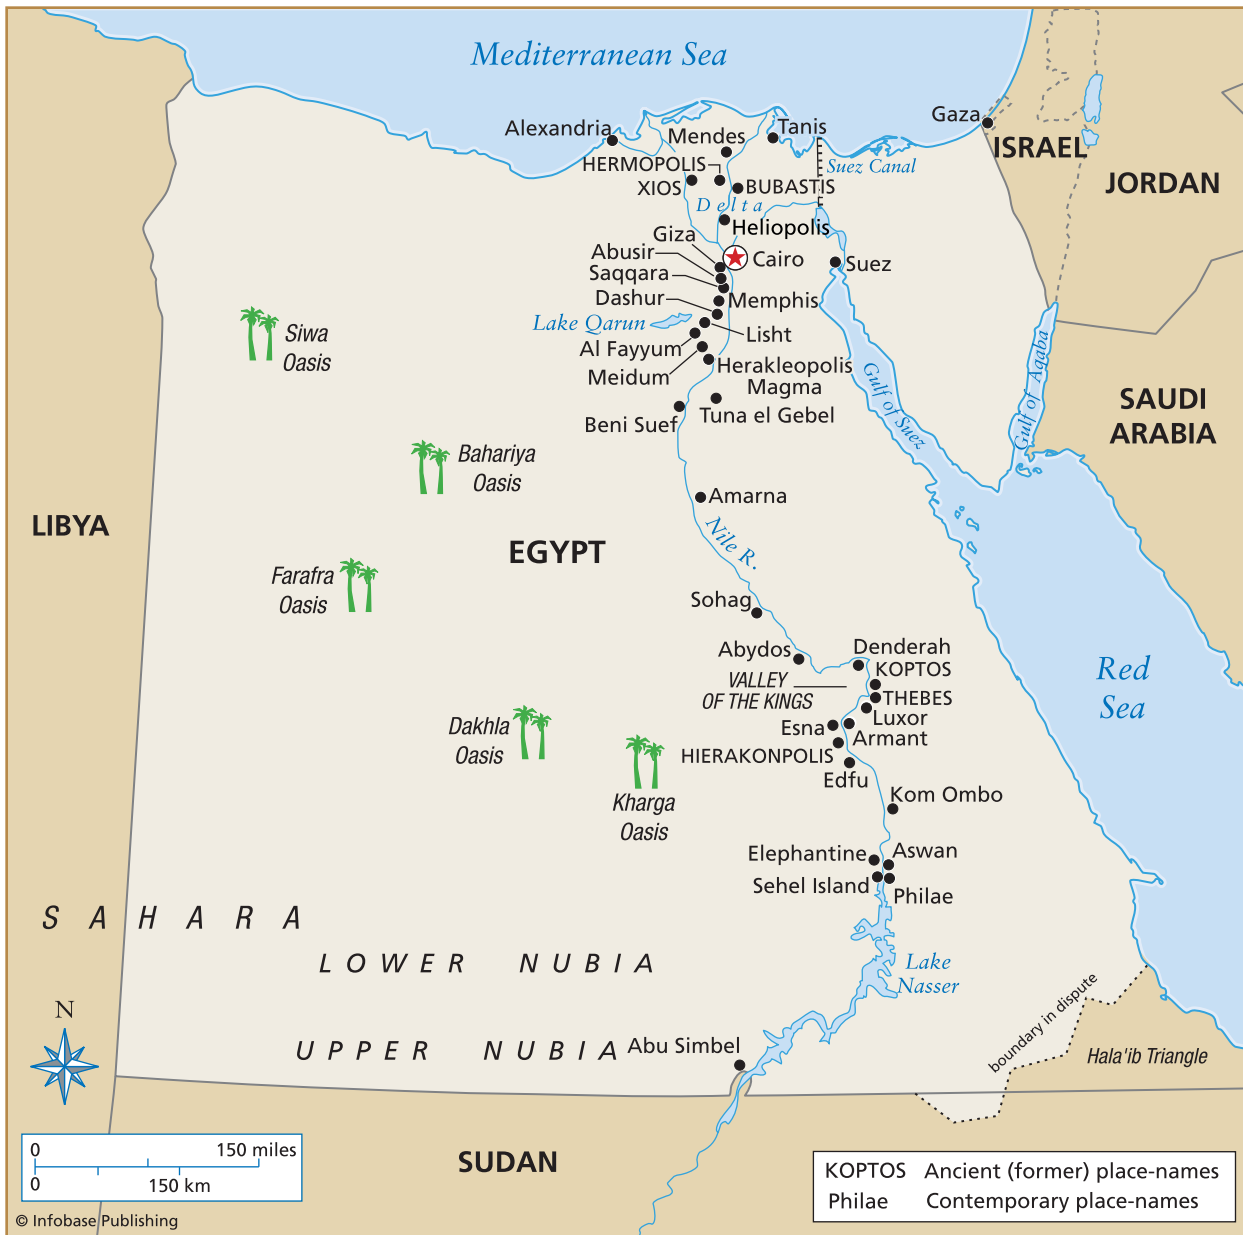 Mediterranean Sea
Alexandria
Mendes
Tanis
Gaza
ISRAEL
JORDAN
HERMOPOLIS
XIOS
BUBASTIS
Suez Canal
Delta
Heliopolis
Giza
Abusir
Cairo
Suez
Saqqara
Dashur
Memphis
Lake Qarun
Lisht
Al Fayyum
Meidum
Herakleopolis
Magma
Tuna el Gebel
Beni Suef
Siwa
Oasis
Gulf of Suez
Gulf of Aqaba
SAUDI
ARABIA
Bahariya
Oasis
Amarna
LIBYA
EGYPT
Nile R.
Farafra
Oasis
Sohag
Abydos
Denderah
KOPTOS
VALLEY
OF THE KINGS
THEBES
Luxor
Esna
Armant
HIERAKONPOLIS
Edfu
Red
Sea
Dakhla
Oasis
Kharga
Oasis
Kom Ombo
Elephantine
Aswan
Sehel Island
Philae
SAHARA
LOWER NUBIA
Lake
Nasser
UPPER NUBIA
Abu Simbel
boundary in dispute
Hala'ib Triangle
N
SUDAN
0 150 miles
0 150 km
KOPTOS Ancient (former) place-names
Philae Contemporary place-names
© Infobase Publishing